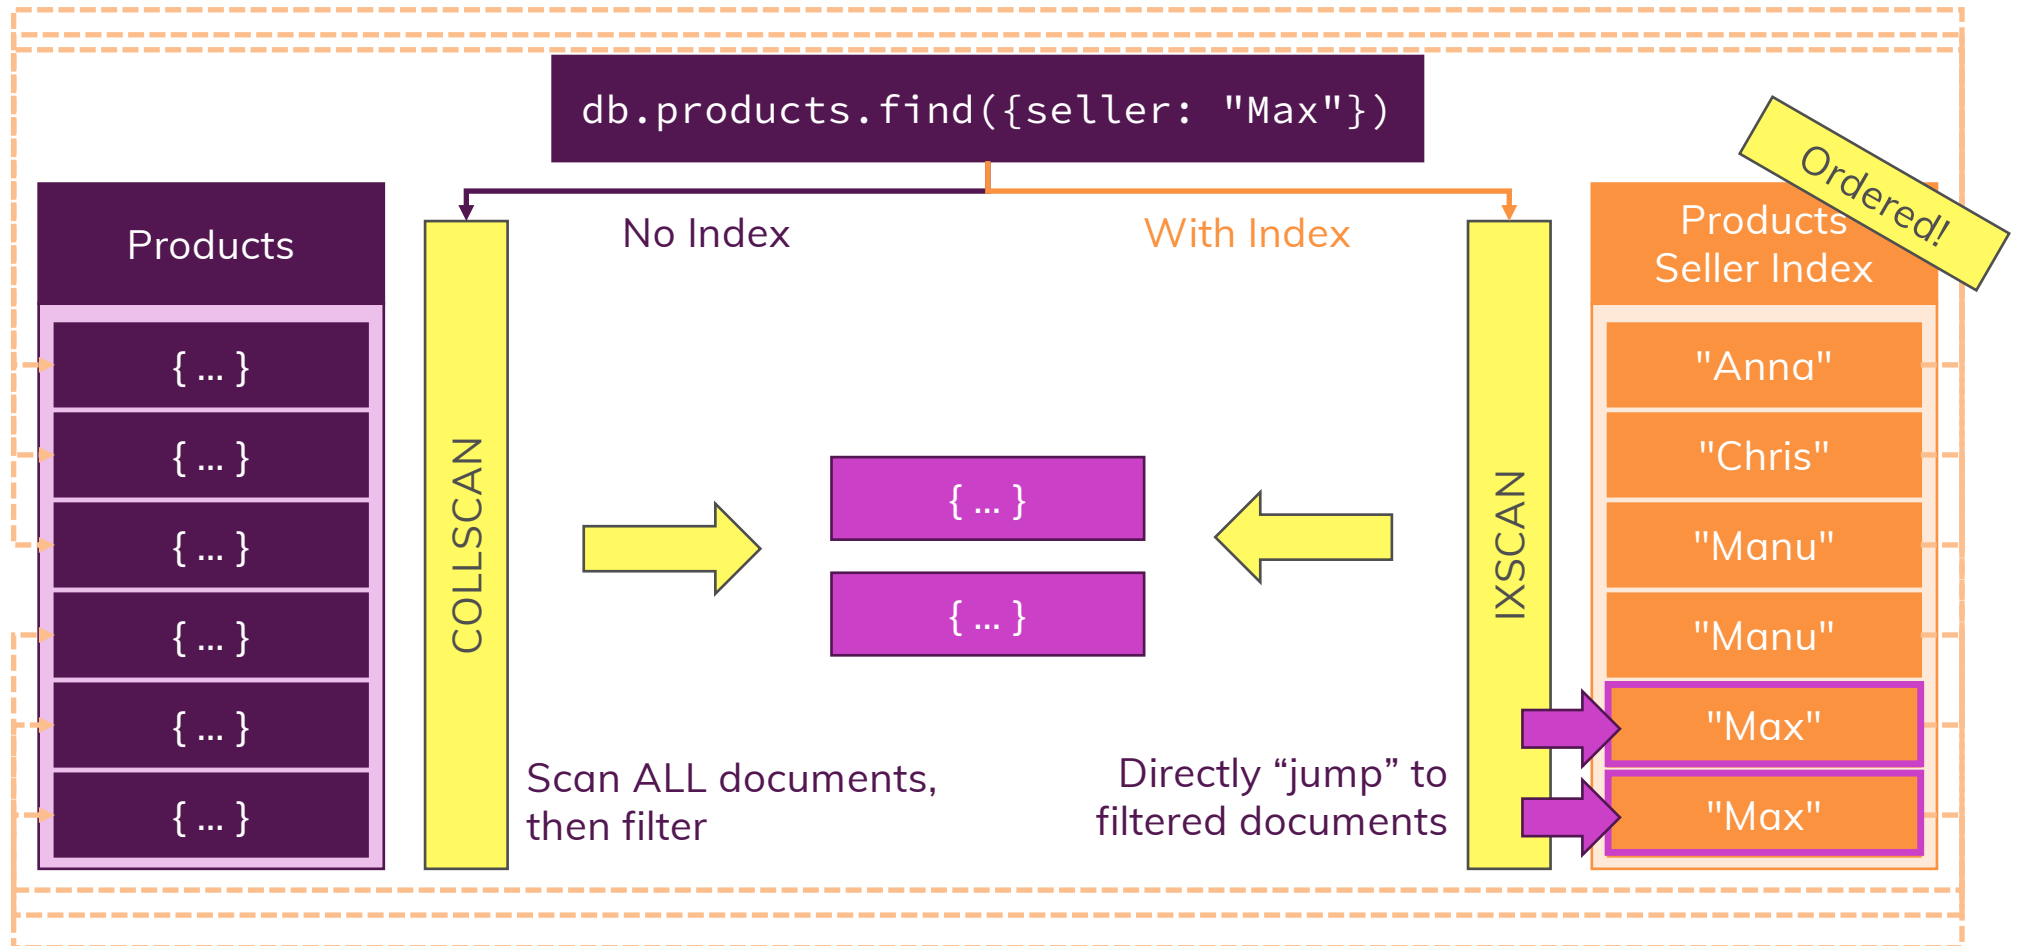 db.products.find({seller: "Max"})
Ordered!
Products
No Index
With Index
Products
Seller Index
{ ... }
{ ... }
{ ... }
{ ... }
{ ... }
{ ... }
COLLSCAN
{ ... }
{ ... }
IXSCAN
"Anna"
"Chris"
"Manu"
"Manu"
"Max"
"Max"
Scan ALL documents,
then filter
Directly “jump” to
filtered documents